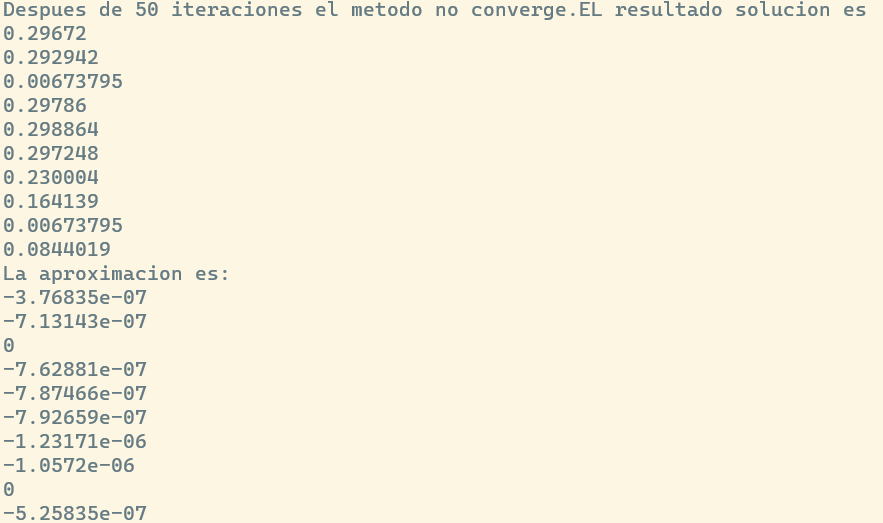 Despues de 50 iteraciones el metodo no converge.EL resultado solucion es
0.29672
0.292942
0.00673795
0.29786
0.298864
0.297248
0.230004
0.164139
0.00673795
0.0844019
La aproximacion es:
-3.76835e-07
-7.13143e-07
0
-7.62881e-07
-7.87466e-07
-7.92659e-07
-1.23171e-06
-1.0572e-06
0
-5.25835e-07